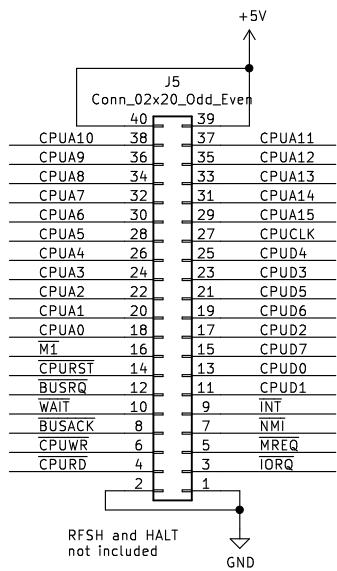 +5V
J5
Conn_02x20_Odd_Even
40 39
CPUA10 38 37 CPUA11
CPUA9 36 35 CPUA12
CPUA8 34 33 CPUA13
CPUA7 32 31 CPUA14
CPUA6 30 29 CPUA15
CPUA5 28 27 CPUCLK
CPUA4 26 25 CPUD4
CPUA3 24 23 CPUD3
CPUA2 22 21 CPUD5
CPUA1 20 19 CPUD6
CPUA0 18 17 CPUD2
M1 16 15 CPUD7
CPURST 14 13 CPUD0
BUSRQ 12 11 CPUD1
WAIT 10 9 INT
BUSACK 8 7 NMI
CPUWR 6 5 MREQ
CPURD 4 3 IORQ
2 1
RFSH and HALT
not included
GND